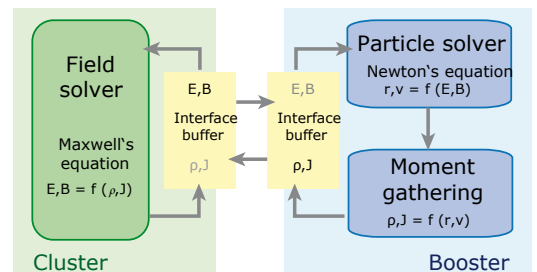 Field
solver
Maxwell's
equation
E,B = f (ρ,J)
Cluster
E,B
Interface
buffer
ρ,J
E,B
Interface
buffer
ρ,J
Particle solver
Newton's equation
r,v = f (E,B)
Moment
gathering
ρ,J = f (r,v)
Booster